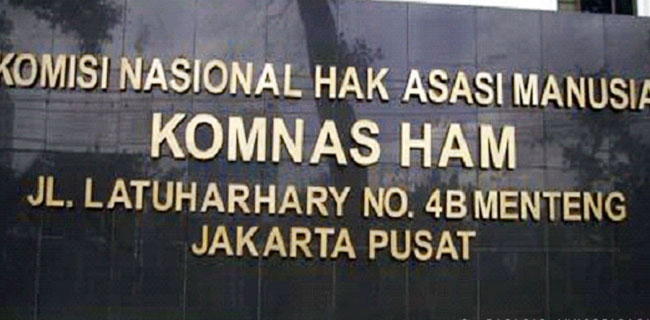 KOMISI NASIONAL HAK ASASI MANUSIA
KOMNAS HAM
JL. LATUHARHARY NO. 4B MENTENG
JAKARTA PUSAT